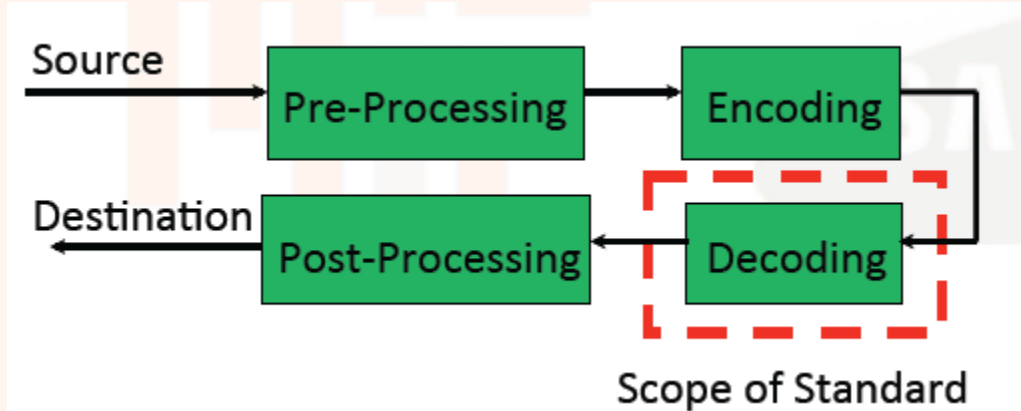 Source
Pre-Processing
Encoding
Destination
Post-Processing
Decoding
Scope of Standard